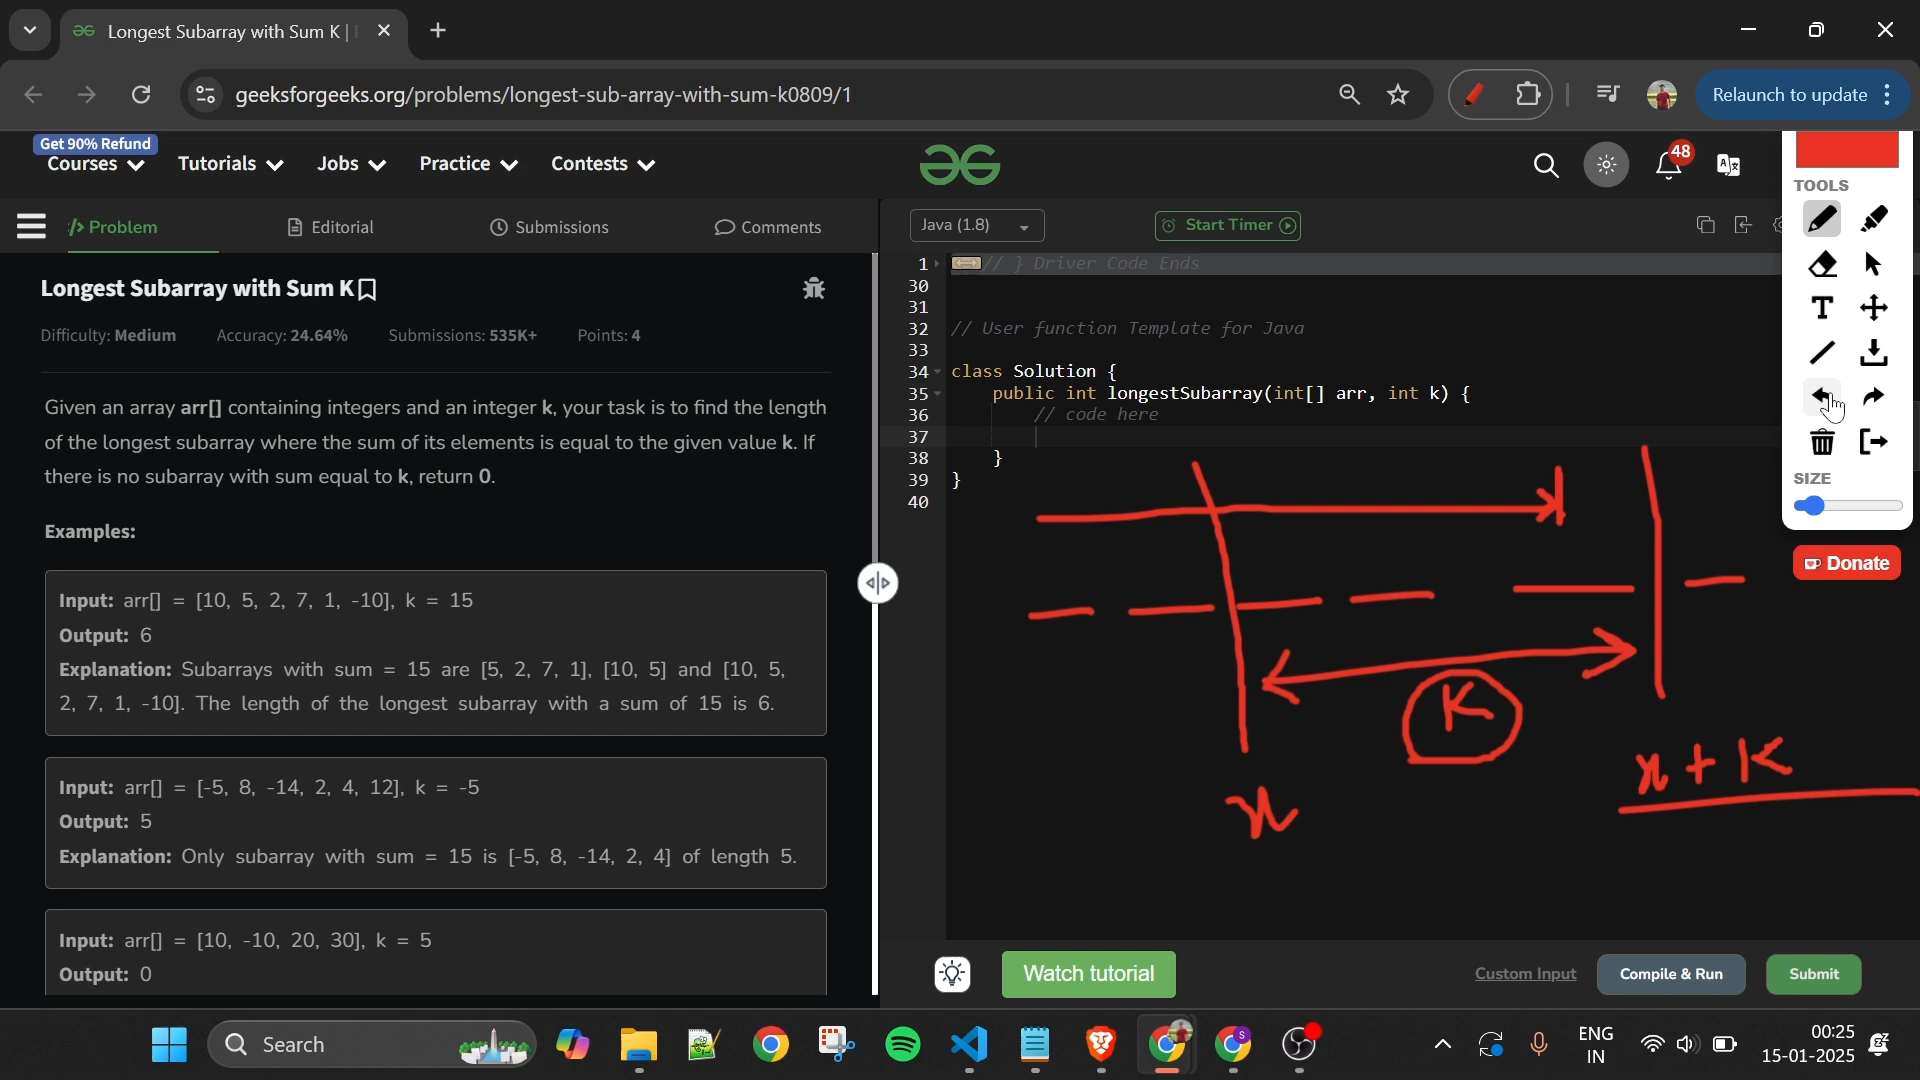 Longest Subarray with Sum K |
geeksforgeeks.org/problems/longest-sub-array-with-sum-k0809/1
Relaunch to update
Get 90% Refund
Courses Tutorials Jobs Practice Contests
48
TOOLS
Problem Editorial Submissions Comments
Java (1.8) Start Timer
Longest Subarray with Sum K
Difficulty: Medium Accuracy: 24.64% Submissions: 535K+ Points: 4
Given an array arr[] containing integers and an integer k, your task is to find the length
of the longest subarray where the sum of its elements is equal to the given value k. If
there is no subarray with sum equal to k, return 0.
Examples:
Input: arr[] = [10, 5, 2, 7, 1, -10], k = 15
Output: 6
Explanation: Subarrays with sum = 15 are [5, 2, 7, 1], [10, 5] and [10, 5,
2, 7, 1, -10]. The length of the longest subarray with a sum of 15 is 6.
Input: arr[] = [-5, 8, -14, 2, 4, 12], k = -5
Output: 5
Explanation: Only subarray with sum = 15 is [-5, 8, -14, 2, 4] of length 5.
Input: arr[] = [10, -10, 20, 30], k = 5
Output: 0
1 // } Driver Code Ends
30
31
32 // User function Template for Java
33
34 class Solution {
35 public int longestSubarray(int[] arr, int k) {
36 // code here
37
38 }
39 }
40
T
SIZE
Donate
K
x + K
x
Watch tutorial
Custom Input Compile & Run Submit
Search
ENG
IN
00:25
15-01-2025